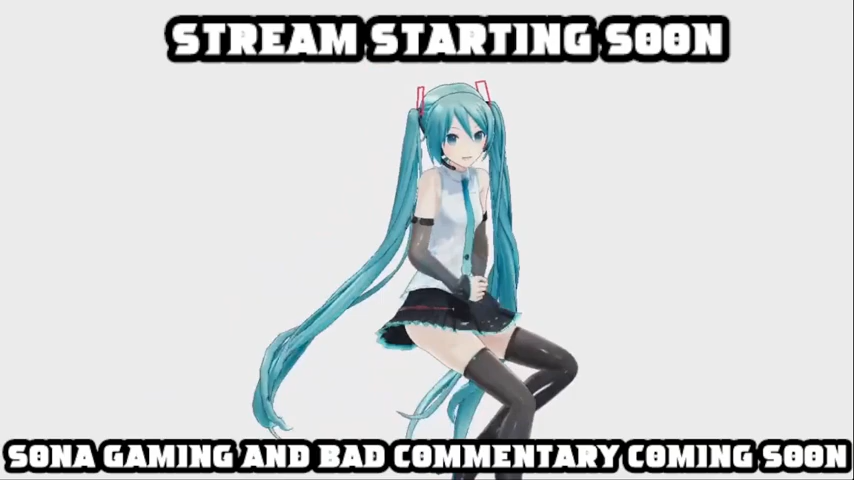 STREAM STARTING SOON
SONA GAMING AND BAD COMMENTARY COMING SOON